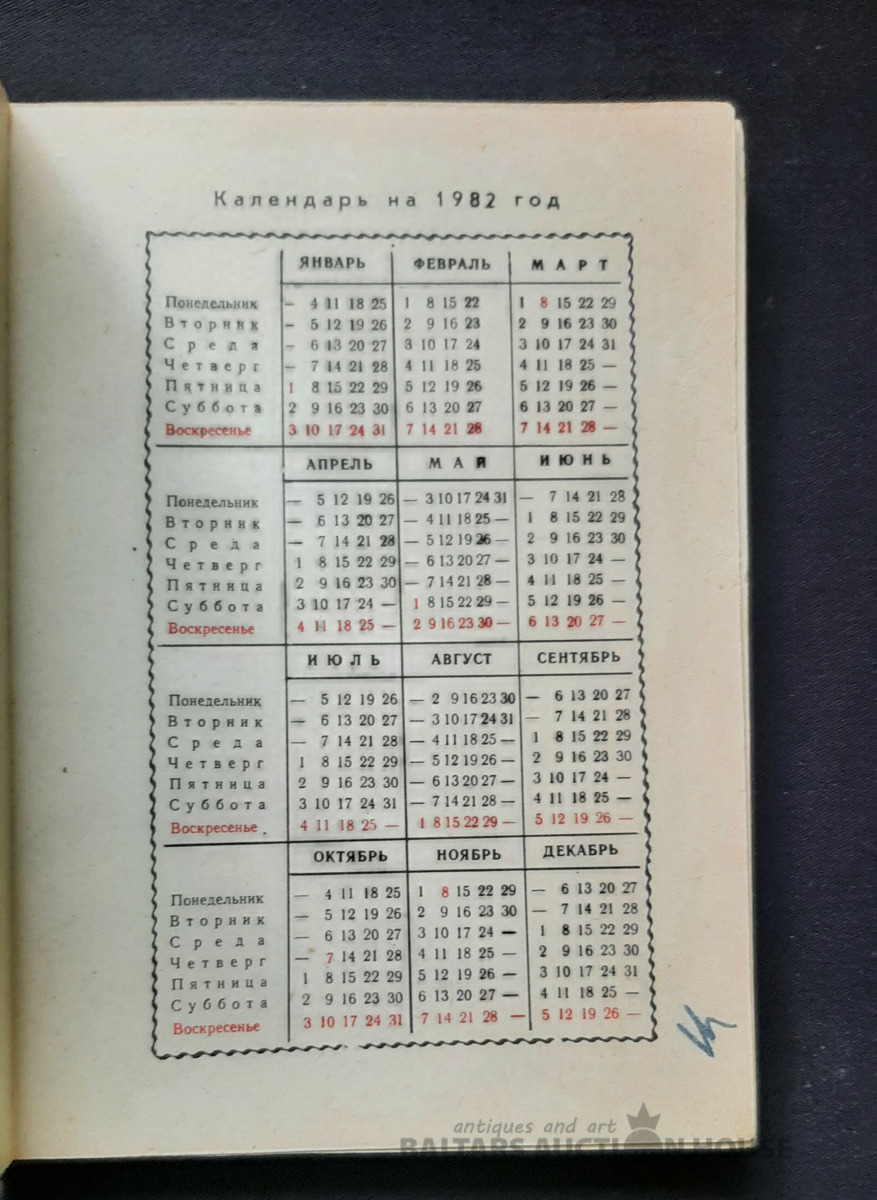 Календарь на 1982 год
ЯНВАРЬ ФЕВРАЛЬ МАРТ
Понедельник — 4 11 18 25 1 8 15 22 1 8 15 22 29
Вторник — 5 12 19 26 2 9 16 23 2 9 16 23 30
Среда — 6 13 20 27 3 10 17 24 3 10 17 24 31
Четверг — 7 14 21 28 4 11 18 25 4 11 18 25 —
Пятница 1 8 15 22 29 5 12 19 26 5 12 19 26 —
Суббота 2 9 16 23 30 6 13 20 27 6 13 20 27 —
Воскресенье 3 10 17 24 31 7 14 21 28 7 14 21 28 —
АПРЕЛЬ МАЙ ИЮНЬ
Понедельник — 5 12 19 26 — 3 10 17 24 31 — 7 14 21 28
Вторник — 6 13 20 27 — 4 11 18 25 — 1 8 15 22 29
Среда — 7 14 21 28 — 5 12 19 26 — 2 9 16 23 30
Четверг 1 8 15 22 29 — 6 13 20 27 — 3 10 17 24 —
Пятница 2 9 16 23 30 — 7 14 21 28 — 4 11 18 25 —
Суббота 3 10 17 24 — 1 8 15 22 29 — 5 12 19 26 —
Воскресенье 4 11 18 25 — 2 9 16 23 30 — 6 13 20 27 —
ИЮЛЬ АВГУСТ СЕНТЯБРЬ
Понедельник — 5 12 19 26 — 2 9 16 23 30 — 6 13 20 27
Вторник — 6 13 20 27 — 3 10 17 24 31 — 7 14 21 28
Среда — 7 14 21 28 — 4 11 18 25 — 1 8 15 22 29
Четверг 1 8 15 22 29 — 5 12 19 26 — 2 9 16 23 30
Пятница 2 9 16 23 30 — 6 13 20 27 — 3 10 17 24 —
Суббота 3 10 17 24 31 — 7 14 21 28 — 4 11 18 25 —
Воскресенье 4 11 18 25 — 1 8 15 22 29 — 5 12 19 26 —
ОКТЯБРЬ НОЯБРЬ ДЕКАБРЬ
Понедельник — 4 11 18 25 1 8 15 22 29 — 6 13 20 27
Вторник — 5 12 19 26 2 9 16 23 30 — 7 14 21 28
Среда — 6 13 20 27 3 10 17 24 — 1 8 15 22 29
Четверг — 7 14 21 28 4 11 18 25 — 2 9 16 23 30
Пятница 1 8 15 22 29 5 12 19 26 — 3 10 17 24 31
Суббота 2 9 16 23 30 6 13 20 27 — 4 11 18 25 —
Воскресенье 3 10 17 24 31 7 14 21 28 — 5 12 19 26 —
antiques and art
BALTARS AUCTION HOUSE